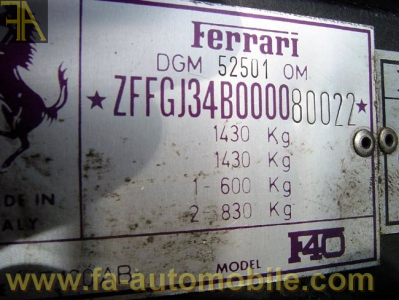 FA
Ferrari
DGM 52501 OM
★ZFFGJ34B000080022★
1430 Kg
1430 Kg
1-600 Kg
2-830 Kg
DE IN
ALY
MODEL F40
www.fa-automobile.com